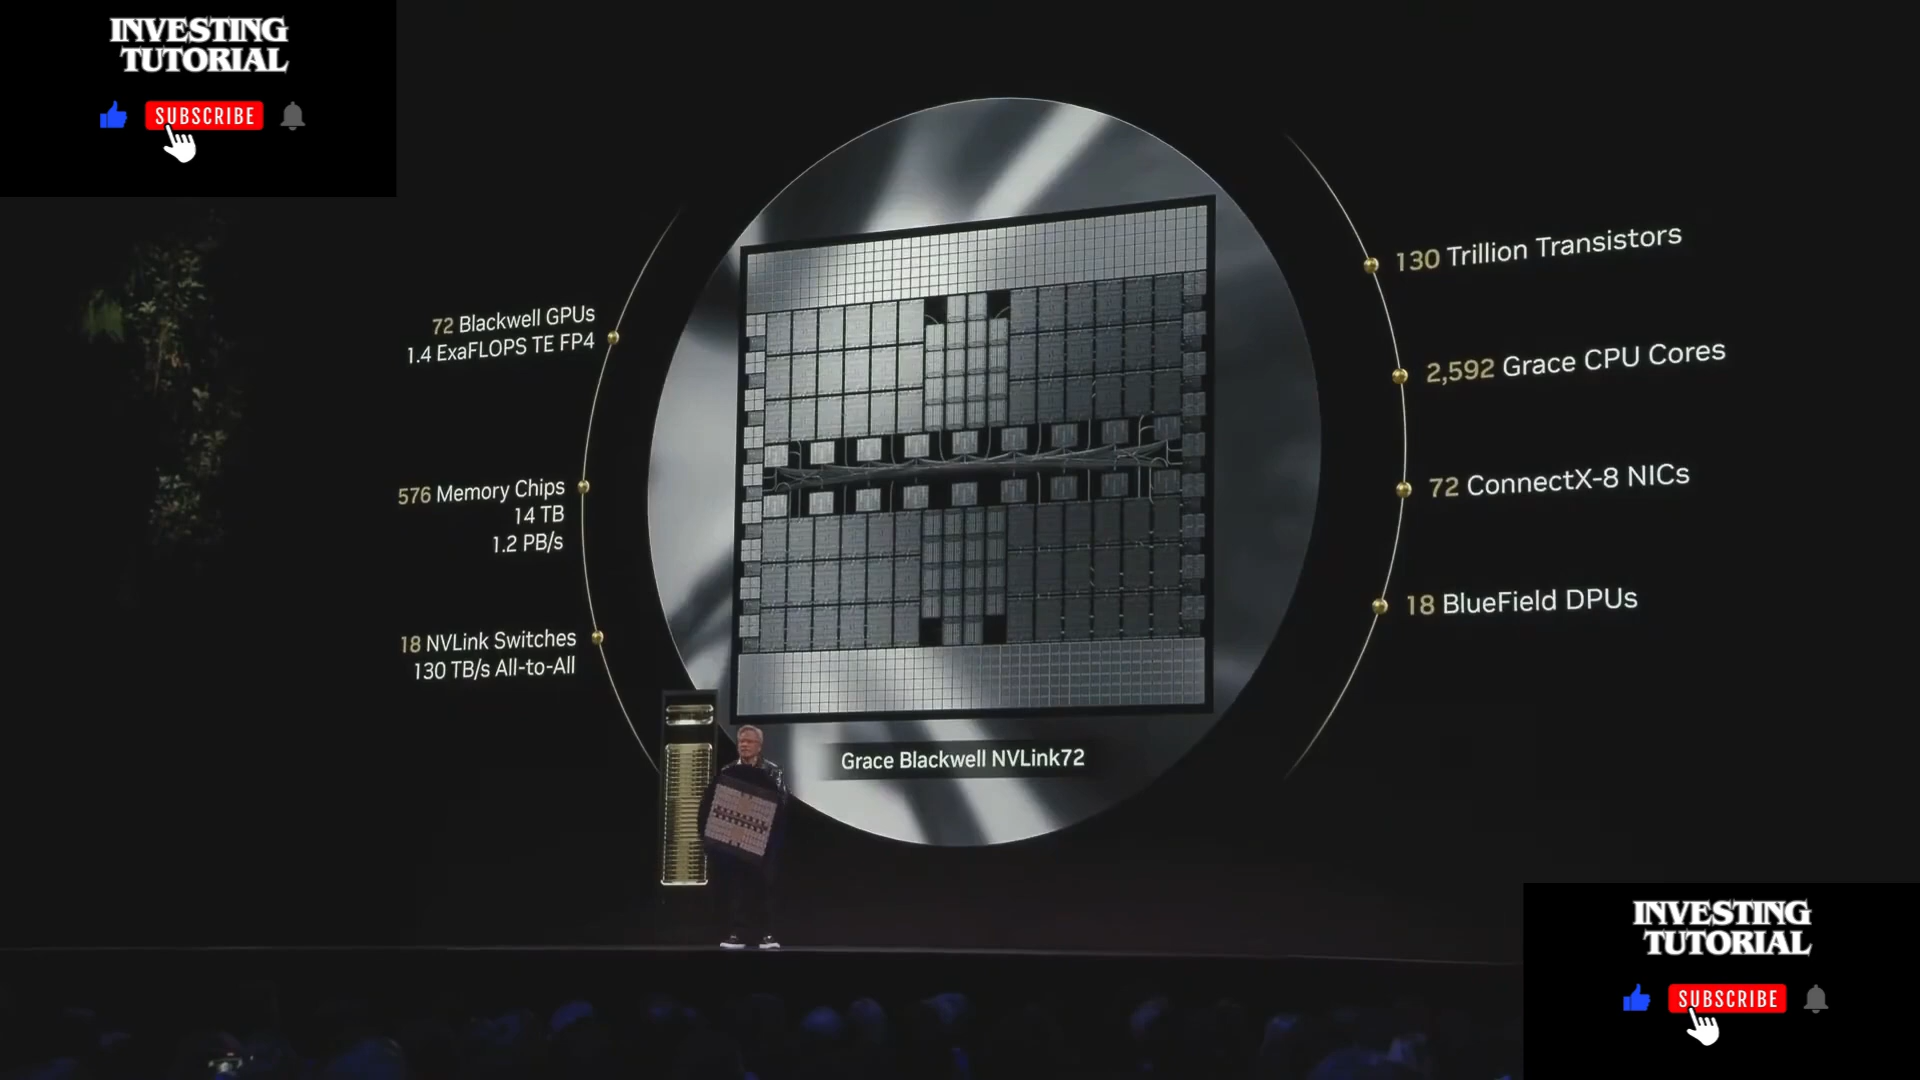 INVESTING
TUTORIAL
SUBSCRIBE
72 Blackwell GPUs
1.4 ExaFLOPS TE FP4
576 Memory Chips
14 TB
1.2 PB/s
18 NVLink Switches
130 TB/s All-to-All
130 Trillion Transistors
2,592 Grace CPU Cores
72 ConnectX-8 NICs
18 BlueField DPUs
Grace Blackwell NVLink72
INVESTING
TUTORIAL
SUBSCRIBE